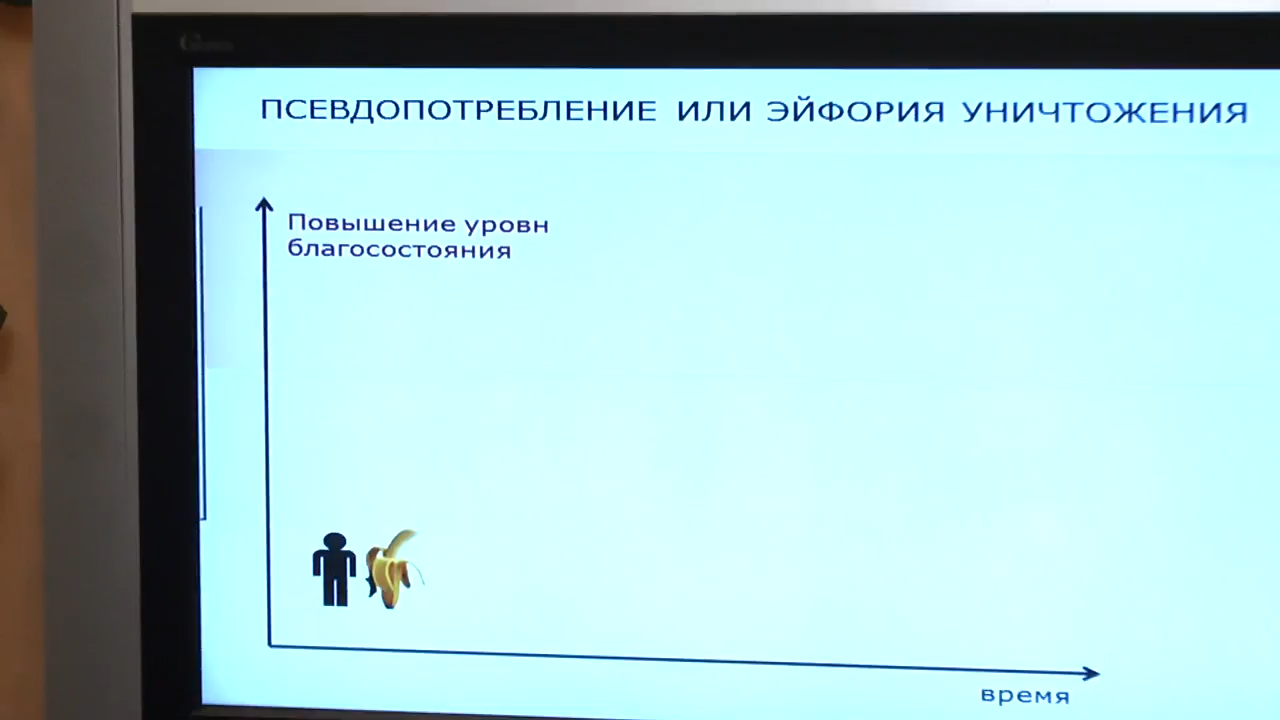 ПСЕВДОПОТРЕБЛЕНИЕ ИЛИ ЭЙФОРИЯ УНИЧТОЖЕНИЯ
Повышение уровн
благосостояния
время